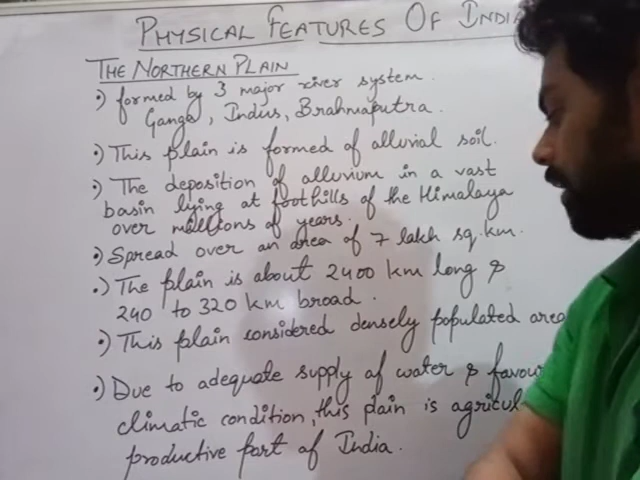 PHYSICAL FEATURES OF INDIA
THE NORTHERN PLAIN
•) formed by 3 major river system.
Ganga, Indus, Brahmaputra.
•) This plain is formed of alluvial soil.
•) The deposition of alluvium in a vast
basin lying at foothills of the Himalaya
over millions of years.
•) Spread over an area of 7 lakh sq.km.
•) The plain is about 2400 km long &
240 to 320 km broad.
•) This plain considered densely populated area
•) Due to adequate supply of water & favou
climatic condition, this plain is agricul
productive part of India.